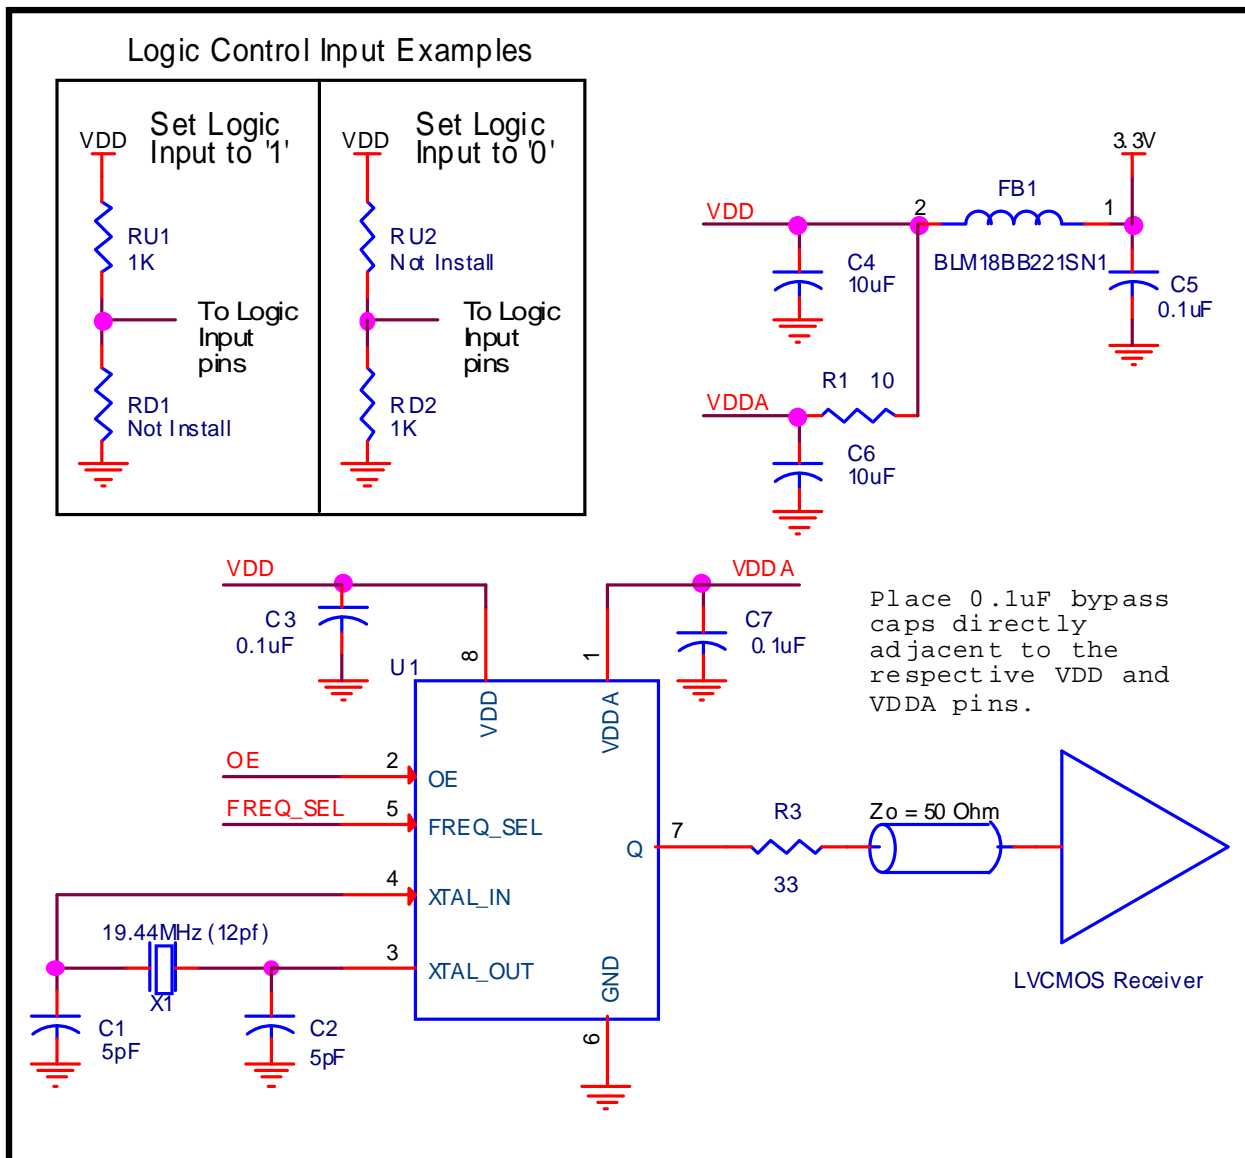 Logic Control Input Examples
VDD
Set Logic
Input to '1'
RU1
1K
To Logic
Input
pins
RD1
Not Install
VDD
Set Logic
Input to '0'
RU2
Not Install
To Logic
Input
pins
RD2
1K
3.3V
FB1
VDD
2
1
C4
10uF
BLM18BB221SN1
C5
0.1uF
R1 10
VDDA
C6
10uF
VDD
VDDA
C3
0.1uF
C7
0.1uF
Place 0.1uF bypass
caps directly
adjacent to the
respective VDD and
VDDA pins.
U1
8
1
VDD
VDDA
OE
2
OE
FREQ_SEL
5
FREQ_SEL
4
XTAL_IN
19.44MHz (12pf)
3
XTAL_OUT
X1
C1
5pF
C2
5pF
GND
6
Q
7
R3
33
Zo = 50 Ohm
LVCMOS Receiver